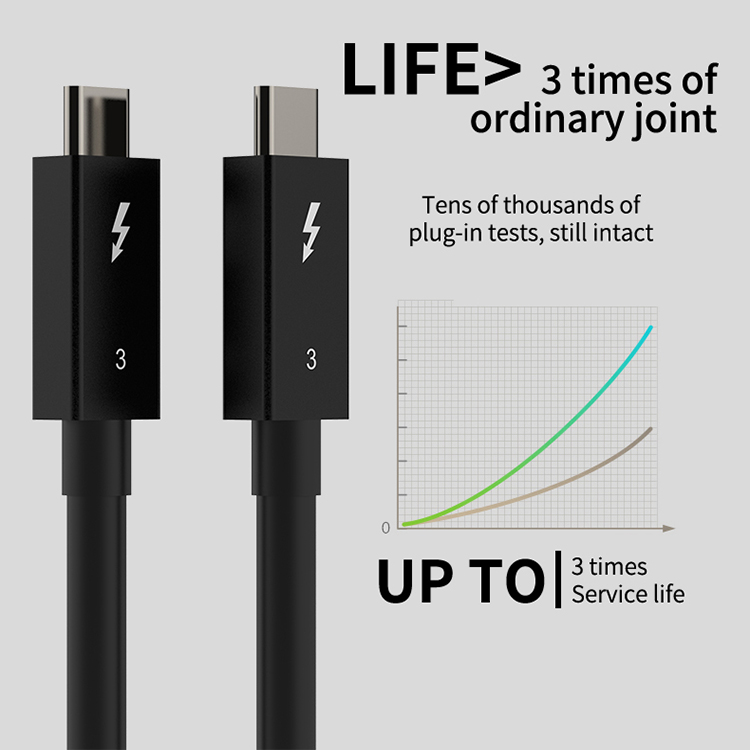 LIFE> 3 times of
ordinary joint
Tens of thousands of
plug-in tests, still intact
3
3
0
UP TO
3 times
Service life